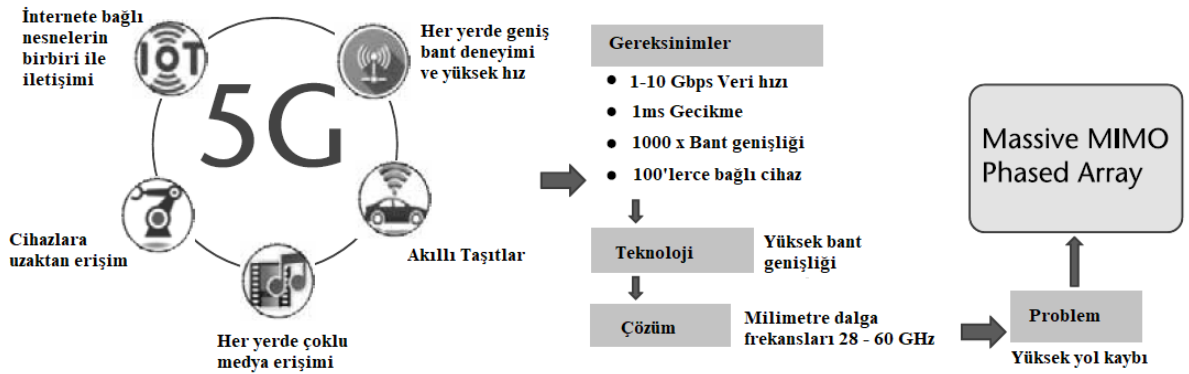 İnternete bağlı
nesnelerin
birbiri ile
iletişimi
IOT
5G
Her yerde geniş
bant deneyimi
ve yüksek hız
Cihazlara
uzaktan erişim
Akıllı Taşıtlar
Her yerde çoklu
medya erişimi
Gereksinimler
● 1-10 Gbps Veri hızı
● 1ms Gecikme
● 1000 x Bant genişliği
● 100'lerce bağlı cihaz
Teknoloji
Yüksek bant
genişliği
Çözüm
Milimetre dalga
frekansları 28 - 60 GHz
Problem
Yüksek yol kaybı
Massive MIMO
Phased Array